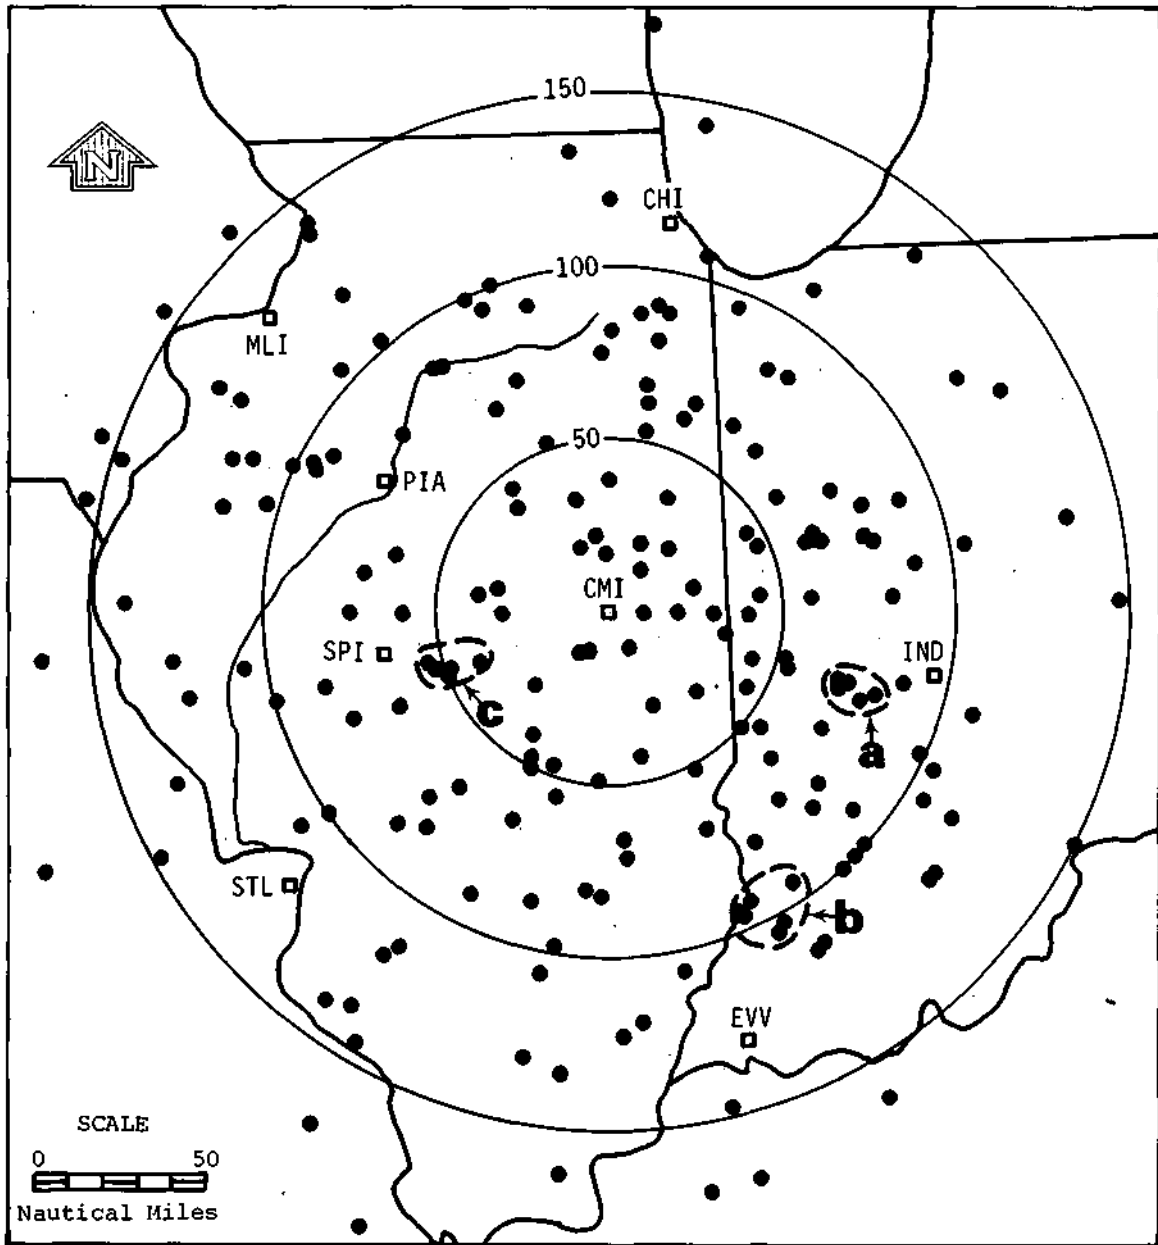 150
N
CHI
100
MLI
50
PIA
CMI
SPI
IND
c
a
STL
b
EVV
SCALE
0 50
Nautical Miles